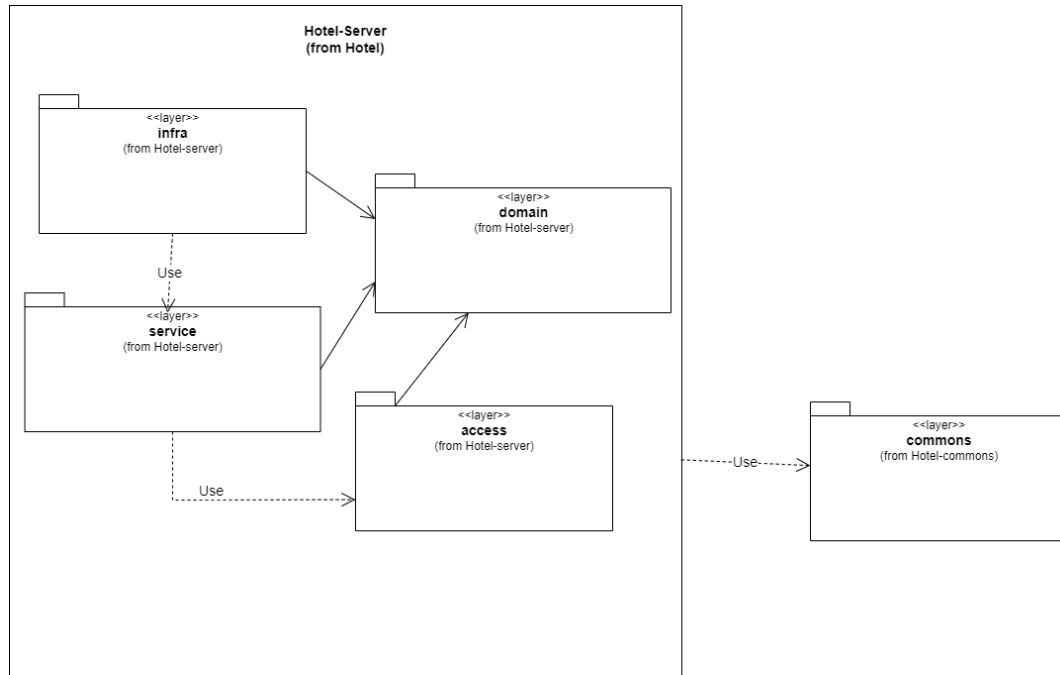 Hotel-Server
(from Hotel)
<<layer>>
infra
(from Hotel-server)
<<layer>>
domain
(from Hotel-server)
Use
<<layer>>
service
(from Hotel-server)
<<layer>>
access
(from Hotel-server)
Use
Use
<<layer>>
commons
(from Hotel-commons)